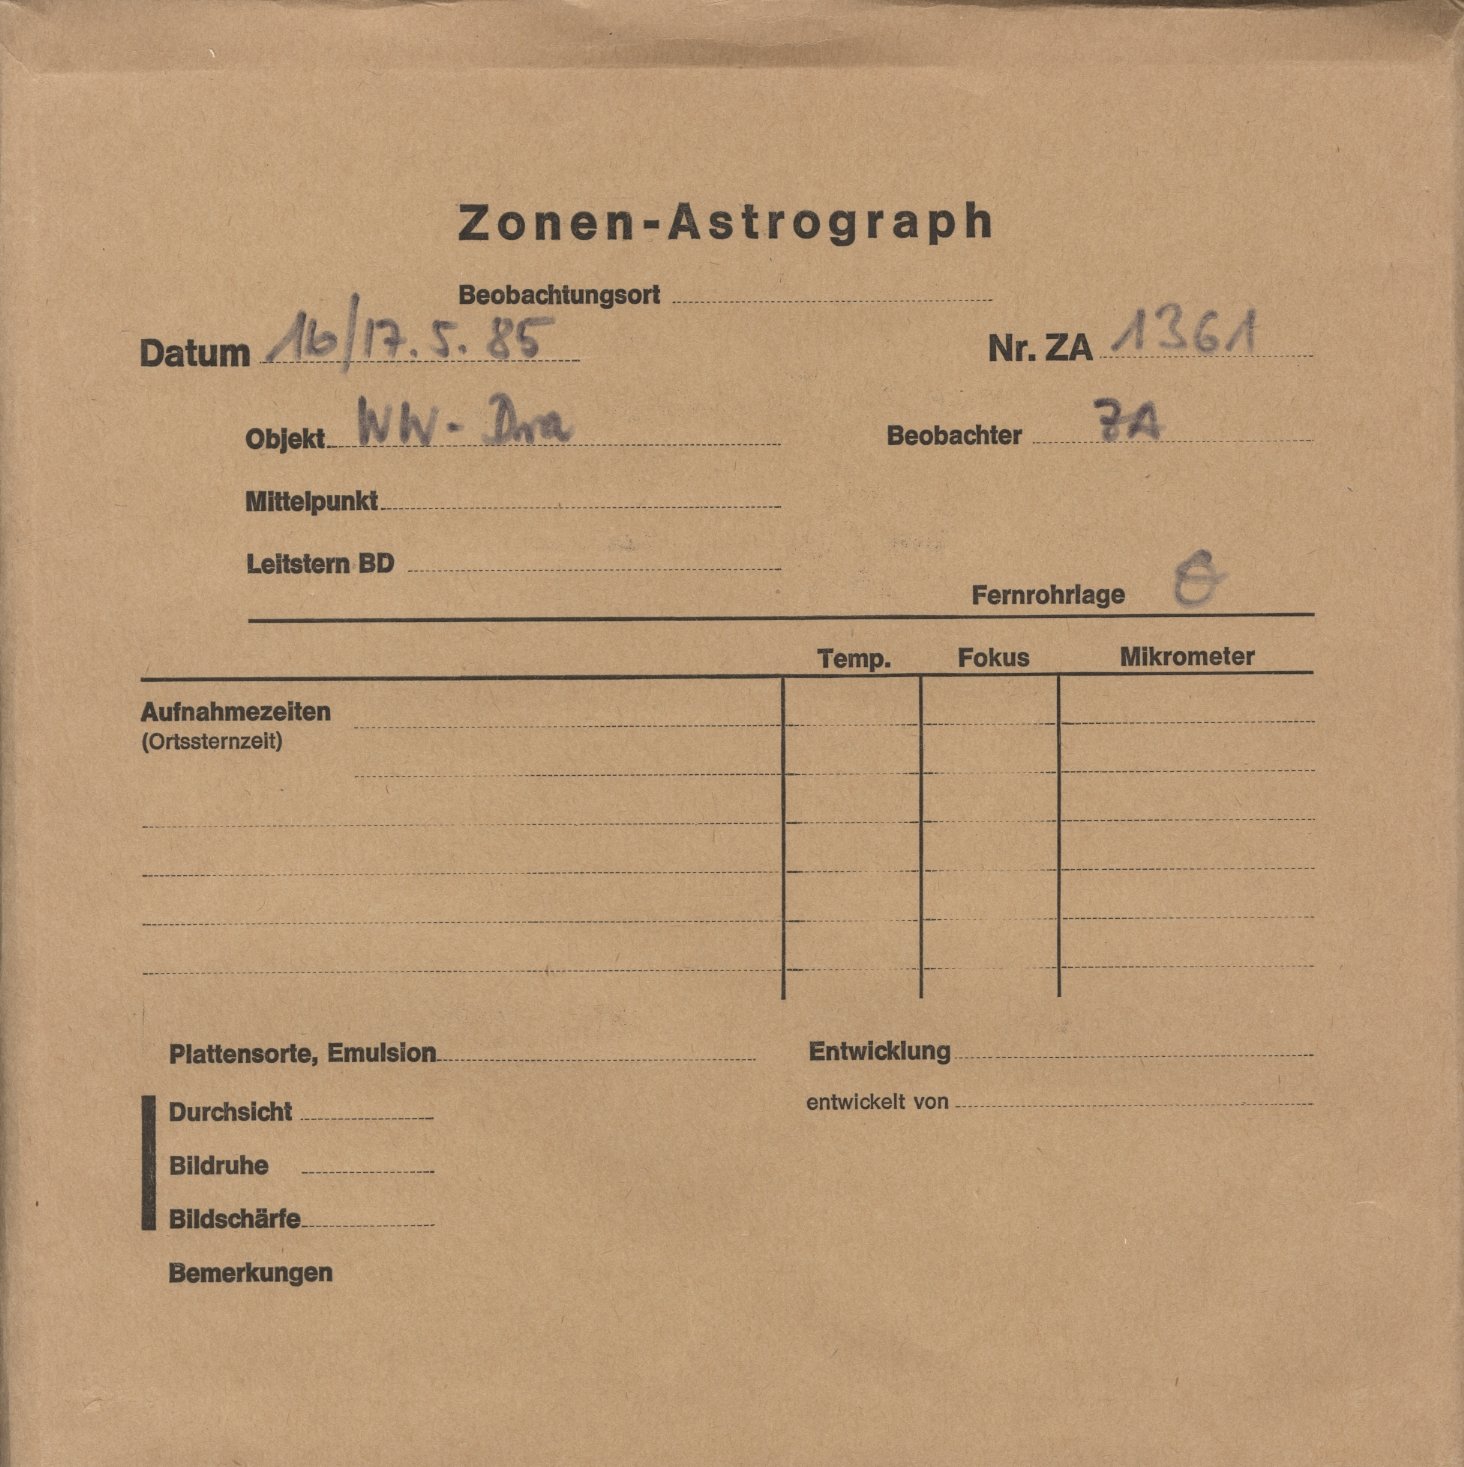 Zonen-Astrograph
Beobachtungsort
Datum 16/17.5.85
Nr. ZA 1361
Objekt WW-Dra
Beobachter ZA
Mittelpunkt
Leitstern BD
Fernrohrlage
Temp. Fokus Mikrometer
Aufnahmezeiten
(Ortssternzeit)
Plattensorte, Emulsion
Entwicklung
entwickelt von
Durchsicht
Bildruhe
Bildschärfe
Bemerkungen